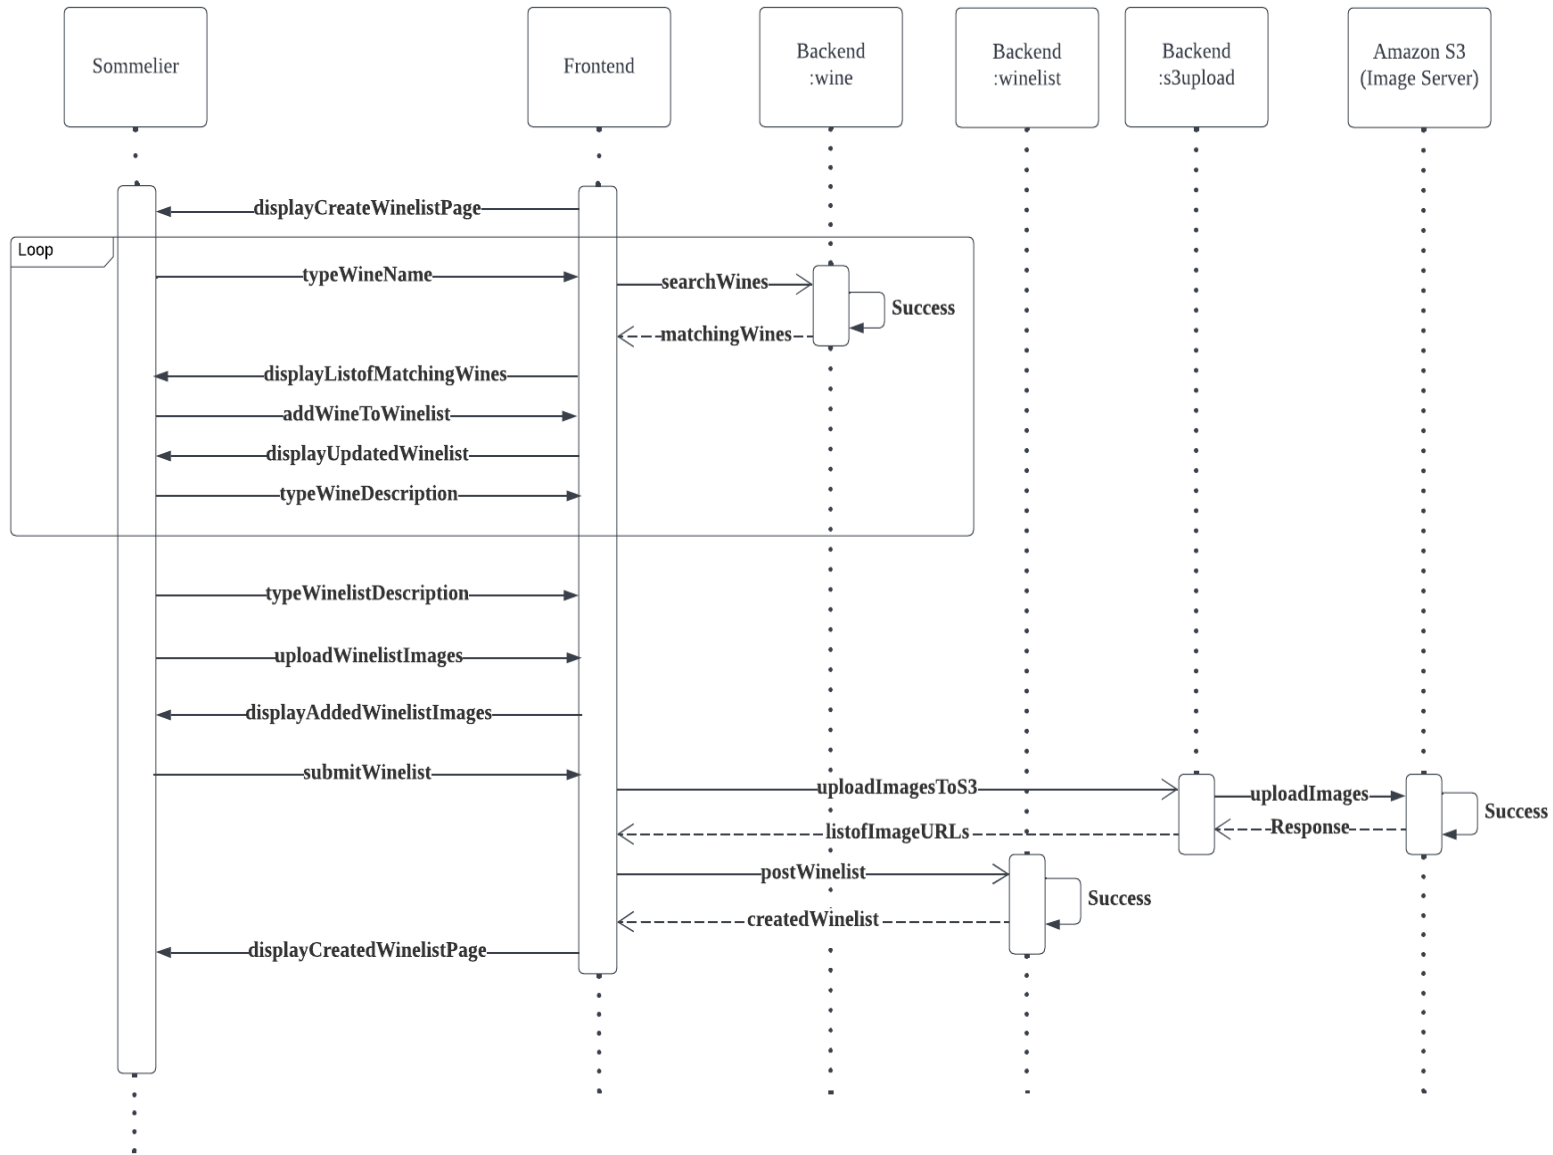 Sommelier
Frontend
Backend
:wine
Backend
:winelist
Backend
:s3upload
Amazon S3
(Image Server)
displayCreateWinelistPage
Loop
typeWineName
searchWines
Success
matchingWines
displayListofMatchingWines
addWineToWinelist
displayUpdatedWinelist
typeWineDescription
typeWinelistDescription
uploadWinelistImages
displayAddedWinelistImages
submitWinelist
uploadImagesToS3
uploadImages
Success
listofImageURLs
Response
postWinelist
Success
createdWinelist
displayCreatedWinelistPage